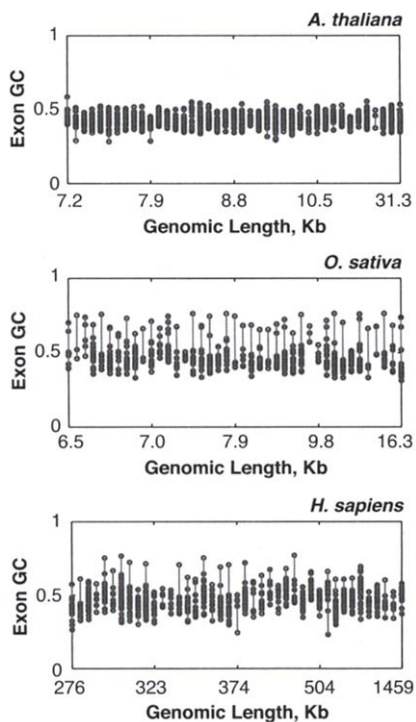 A. thaliana
1
0.5
0
Exon GC
7.2 7.9 8.8 10.5 31.3
Genomic Length, Kb
O. sativa
1
0.5
0
Exon GC
6.5 7.0 7.9 9.8 16.3
Genomic Length, Kb
H. sapiens
1
0.5
0
Exon GC
276 323 374 504 1459
Genomic Length, Kb